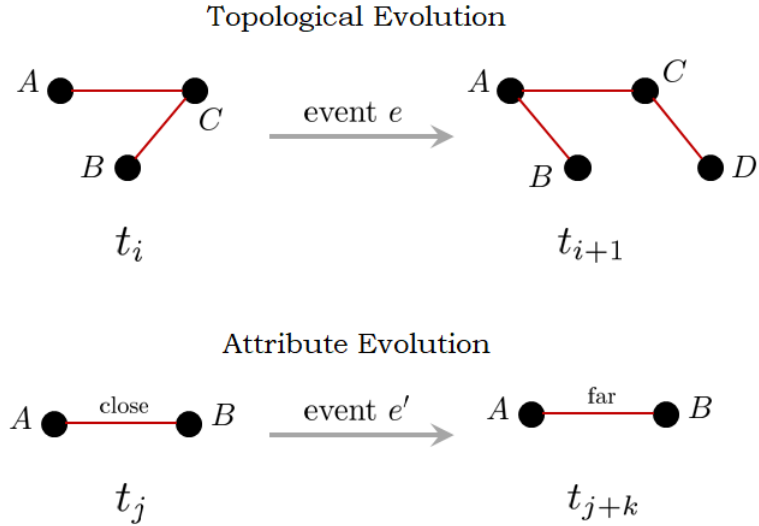 Topological Evolution
A
C
B
event e
A
C
B
D
t_i
t_{i+1}
Attribute Evolution
A
close
B
event e′
A
far
B
t_j
t_{j+k}